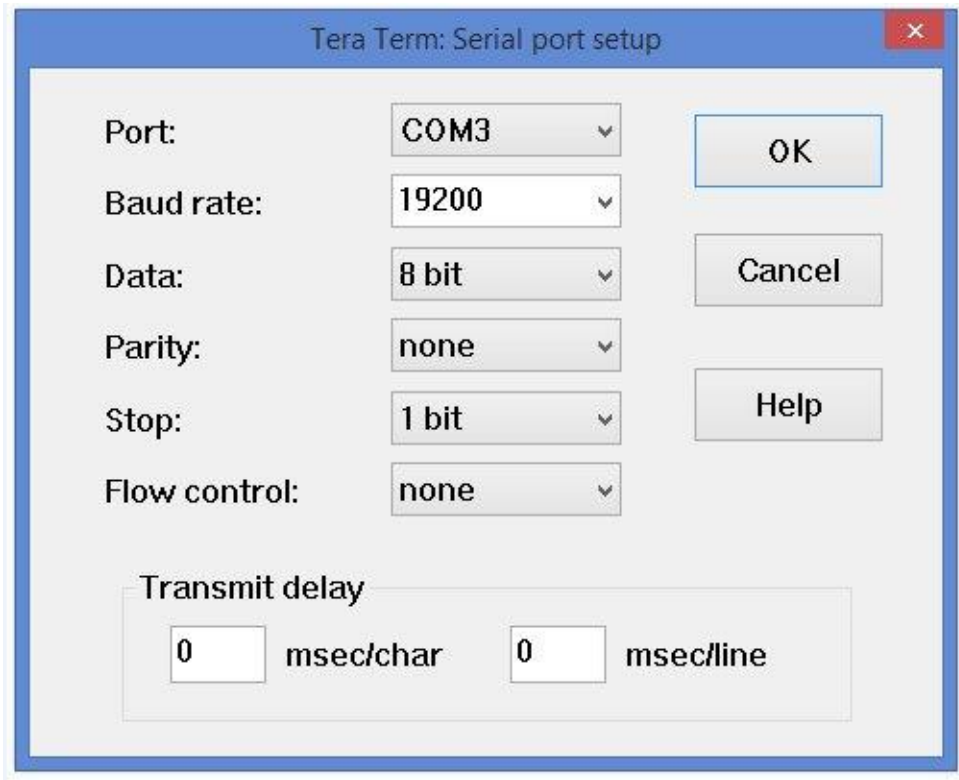 Tera Term: Serial port setup
Port: COM3
OK
Baud rate: 19200
Data: 8 bit
Cancel
Parity: none
Stop: 1 bit
Help
Flow control: none
Transmit delay
0 msec/char 0 msec/line